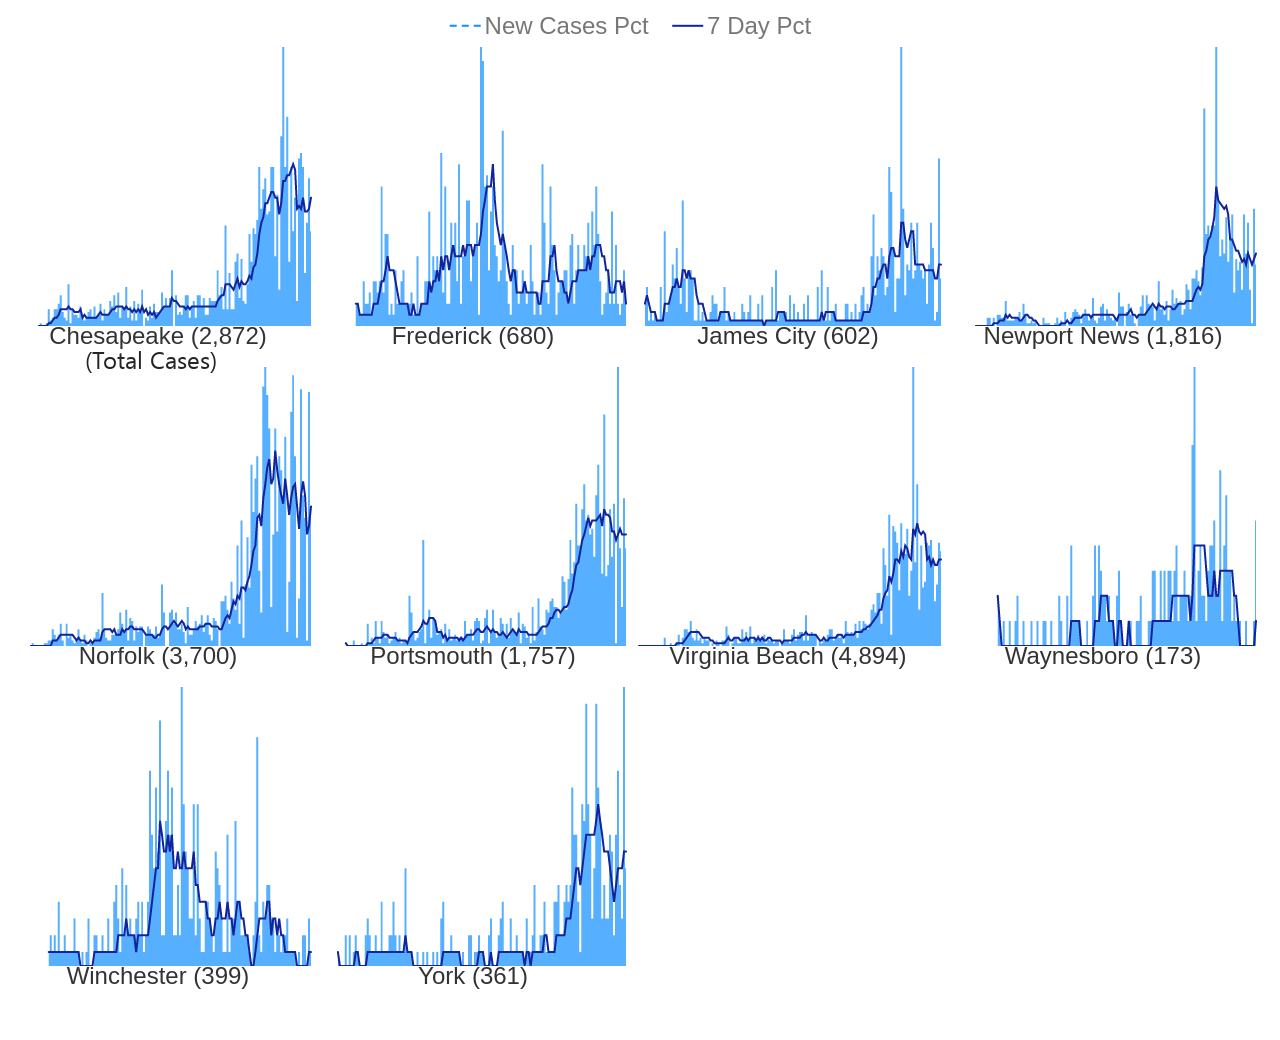 New Cases Pct 7 Day Pct
Chesapeake (2,872) Frederick (680) James City (602) Newport News (1,816)
(Total Cases)
Norfolk (3,700) Portsmouth (1,757) Virginia Beach (4,894) Waynesboro (173)
Winchester (399) York (361)